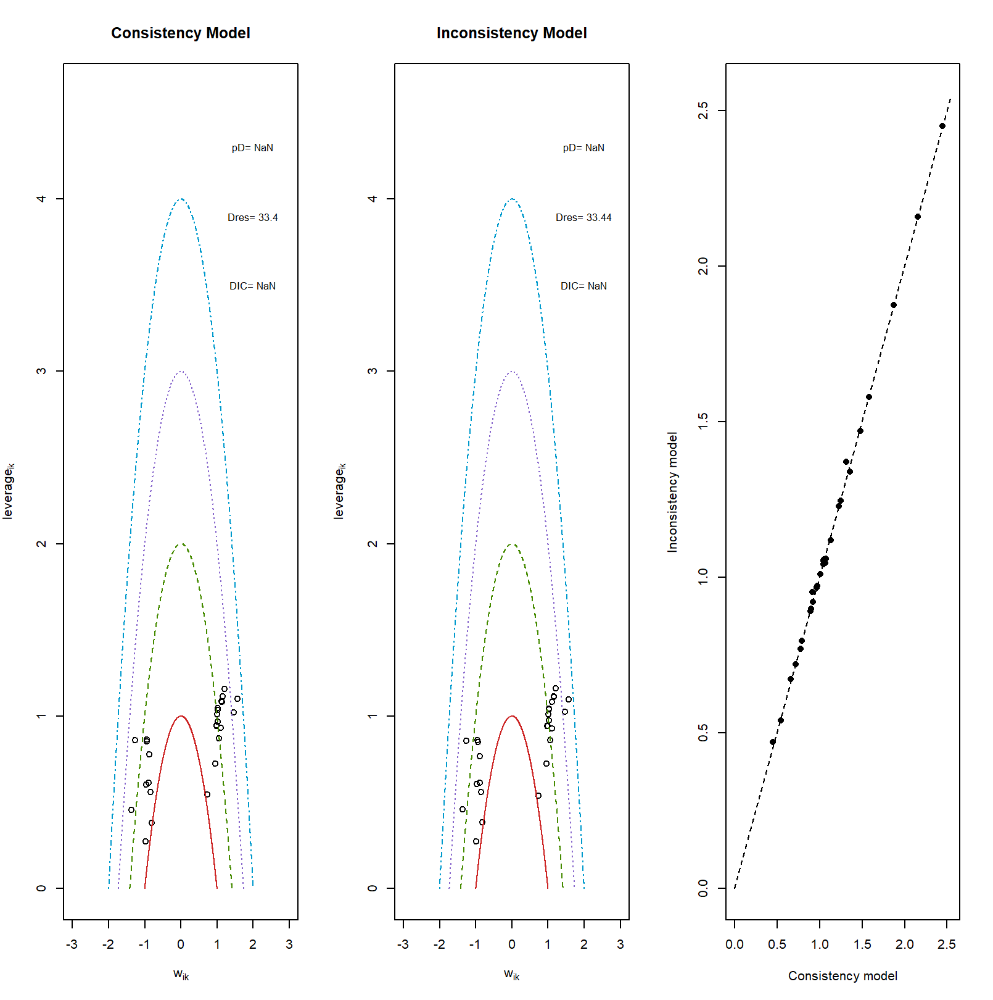 Consistency Model
pD= NaN
Dres= 33.4
DIC= NaN
4
3
2
1
0
leverage_ik
-3 -2 -1 0 1 2 3
w_ik
Inconsistency Model
pD= NaN
Dres= 33.44
DIC= NaN
4
3
2
1
0
leverage_ik
-3 -2 -1 0 1 2 3
w_ik
2.5
2.0
1.5
1.0
0.5
0.0
Inconsistency model
0.0 0.5 1.0 1.5 2.0 2.5
Consistency model